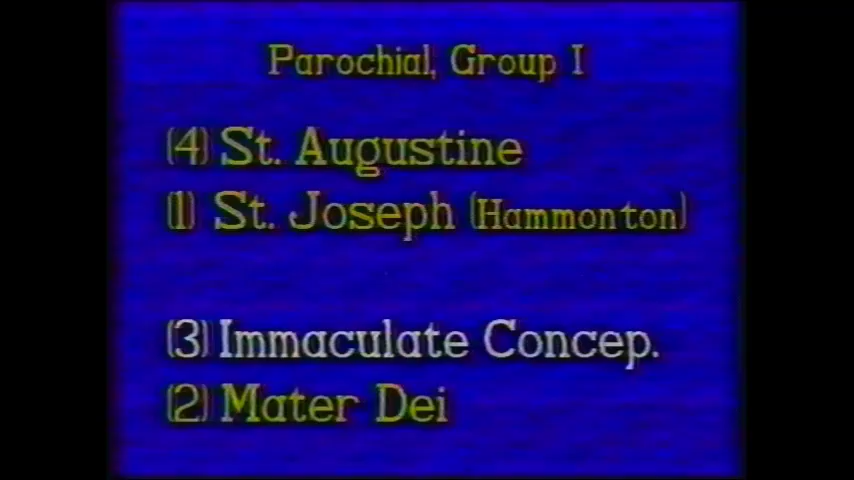 Parochial, Group I
(4) St. Augustine
(1) St. Joseph (Hammonton)
(3) Immaculate Concep.
(2) Mater Dei